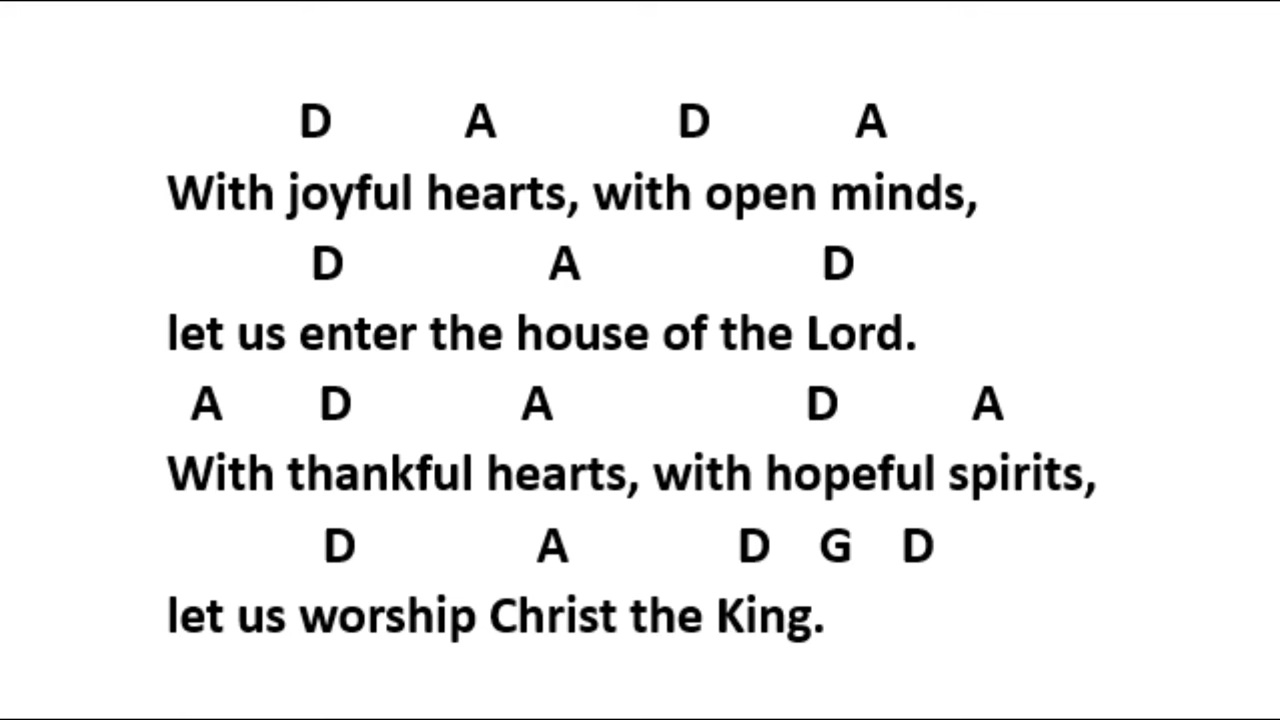 D A D A
With joyful hearts, with open minds,
D A D
let us enter the house of the Lord.
A D A D A
With thankful hearts, with hopeful spirits,
D A D G D
let us worship Christ the King.